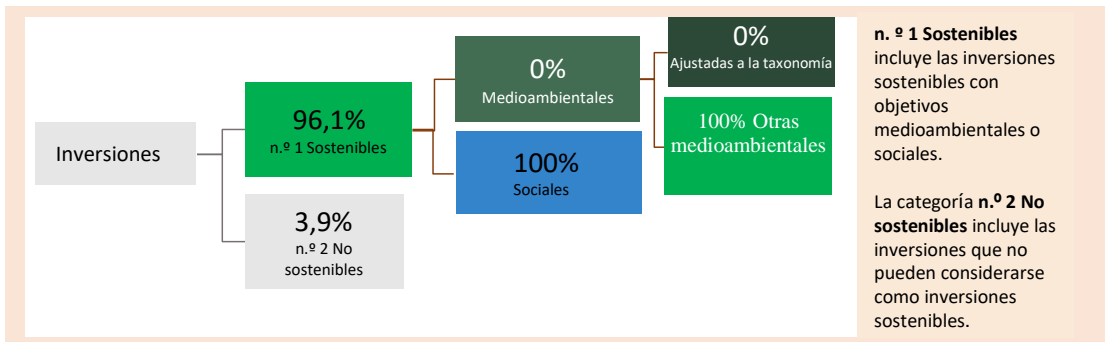 Inversiones
96,1%
n.º 1 Sostenibles
3,9%
n.º 2 No
sostenibles
0%
Medioambientales
100%
Sociales
0%
Ajustadas a la taxonomía
100% Otras
medioambientales
n. º 1 Sostenibles
incluye las inversiones
sostenibles con
objetivos
medioambientales o
sociales.
La categoría n.º 2 No
sostenibles incluye las
inversiones que no
pueden considerarse
como inversiones
sostenibles.